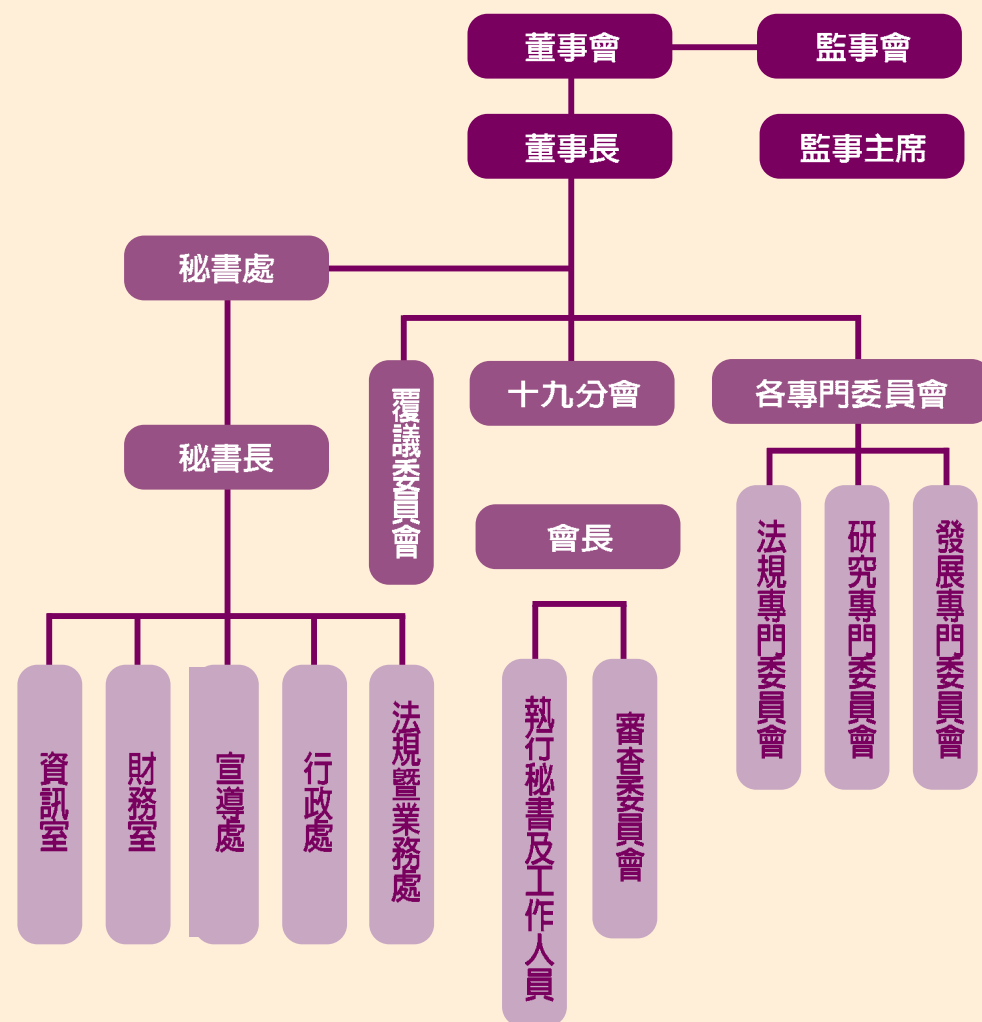 董事會
監事會
董事長
監事主席
秘書處
覆議委員會
十九分會
各專門委員會
秘書長
會長
法規專門委員會
研究專門委員會
發展專門委員會
資訊室
財務室
宣導處
行政處
法規暨業務處
執行秘書及工作人員
審查委員會